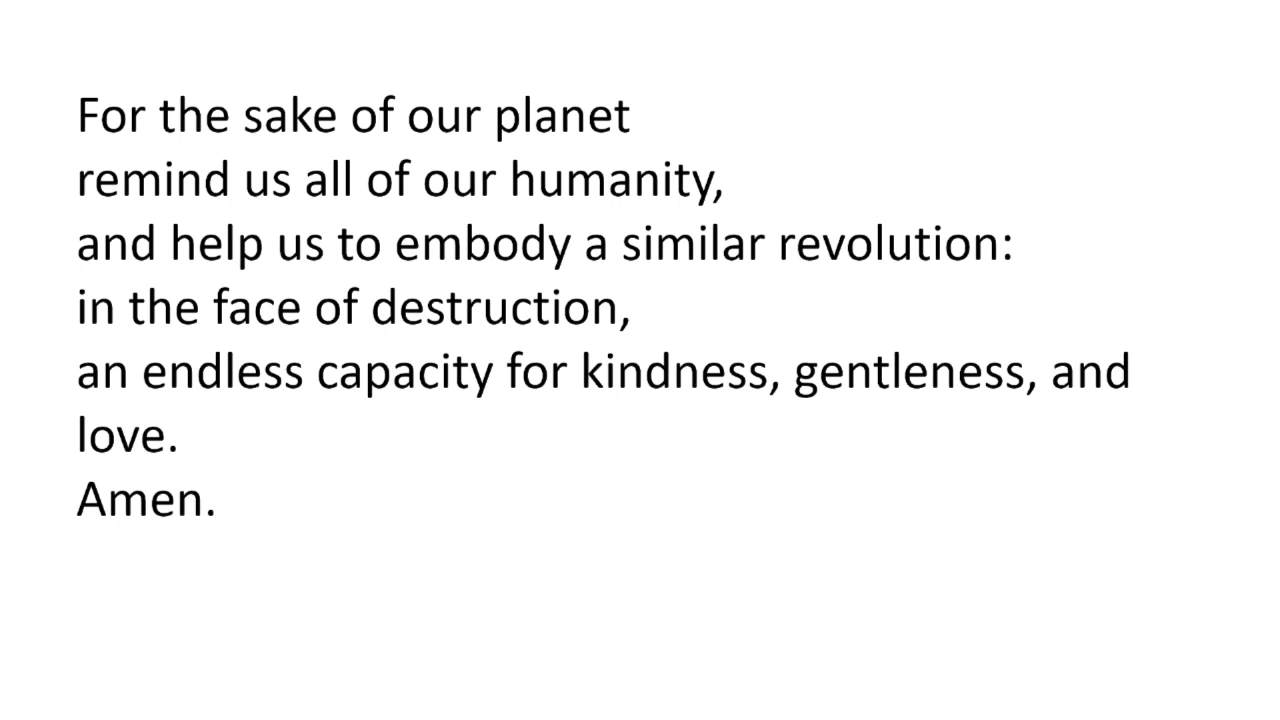 For the sake of our planet
remind us all of our humanity,
and help us to embody a similar revolution:
in the face of destruction,
an endless capacity for kindness, gentleness, and
love.
Amen.